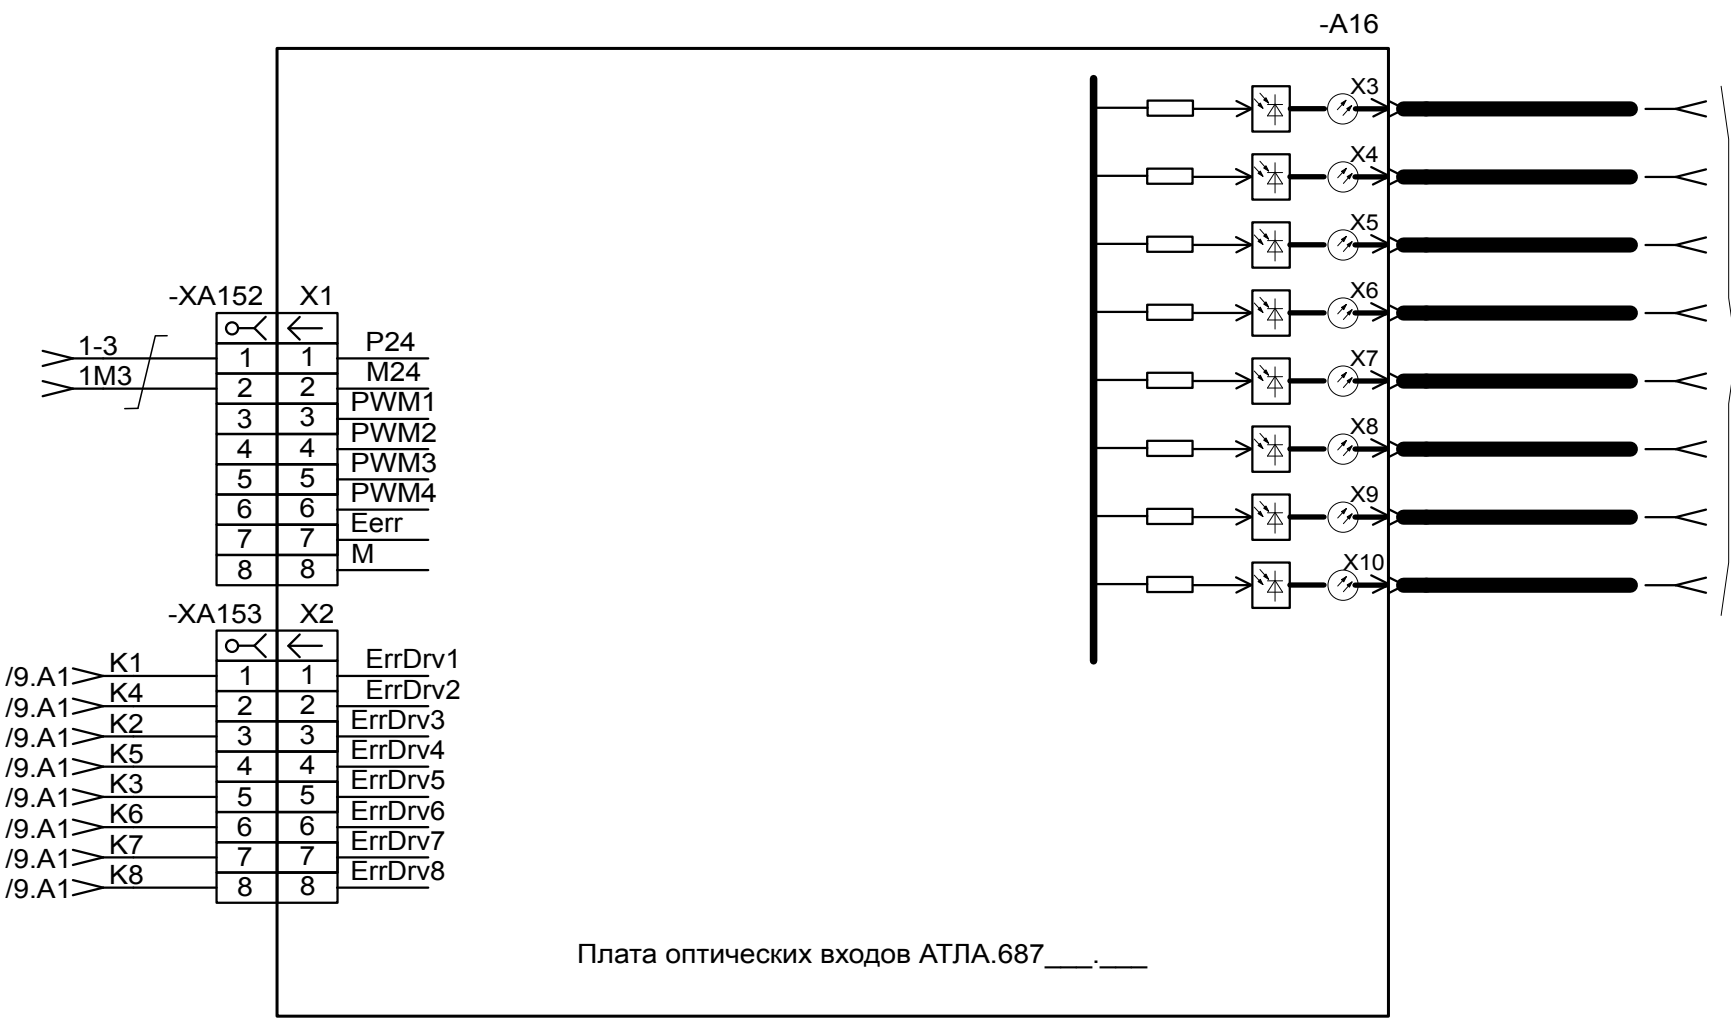 -A16
X3
X4
X5
X6
X7
X8
X9
X10
-XA152 X1
1-3 1 1 P24
1M3 2 2 M24
3 3 PWM1
4 4 PWM2
5 5 PWM3
6 6 PWM4
7 7 Eerr
8 8 M
-XA153 X2
/9.A1 K1 1 1 ErrDrv1
/9.A1 K4 2 2 ErrDrv2
/9.A1 K2 3 3 ErrDrv3
/9.A1 K5 4 4 ErrDrv4
/9.A1 K3 5 5 ErrDrv5
/9.A1 K6 6 6 ErrDrv6
/9.A1 K7 7 7 ErrDrv7
/9.A1 K8 8 8 ErrDrv8
Плата оптических входов АТЛА.687___.___